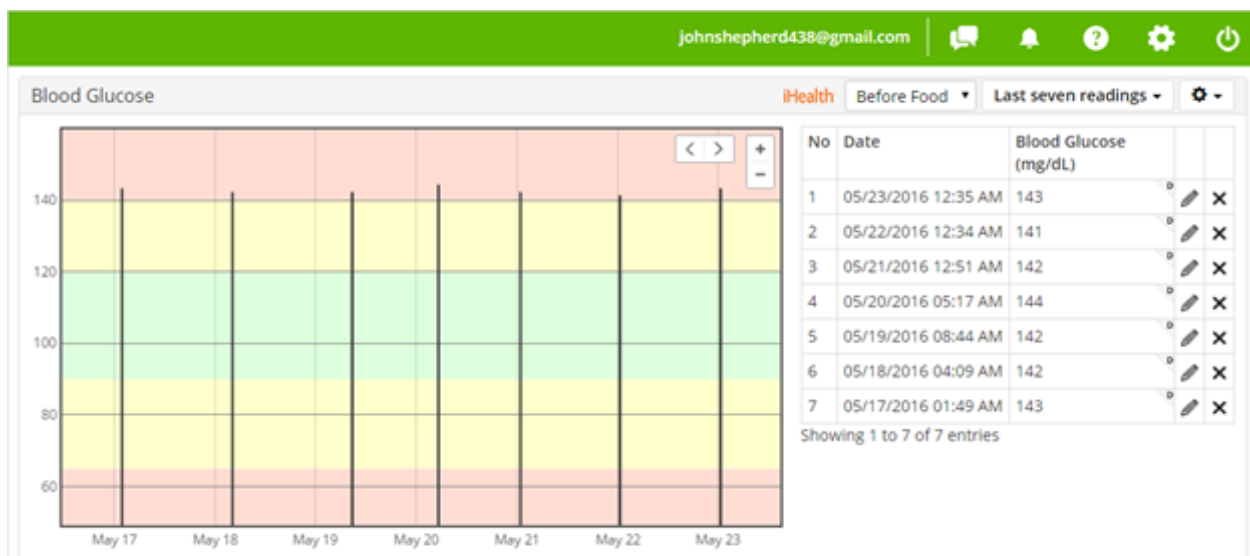 johnshepherd438@gmail.com
Blood Glucose
iHealth Before Food Last seven readings
140
120
100
80
60
May 17 May 18 May 19 May 20 May 21 May 22 May 23
No Date Blood Glucose (mg/dL)
1 05/23/2016 12:35 AM 143 D
2 05/22/2016 12:34 AM 141 D
3 05/21/2016 12:51 AM 142 D
4 05/20/2016 05:17 AM 144 D
5 05/19/2016 08:44 AM 142 D
6 05/18/2016 04:09 AM 142 D
7 05/17/2016 01:49 AM 143 D
Showing 1 to 7 of 7 entries